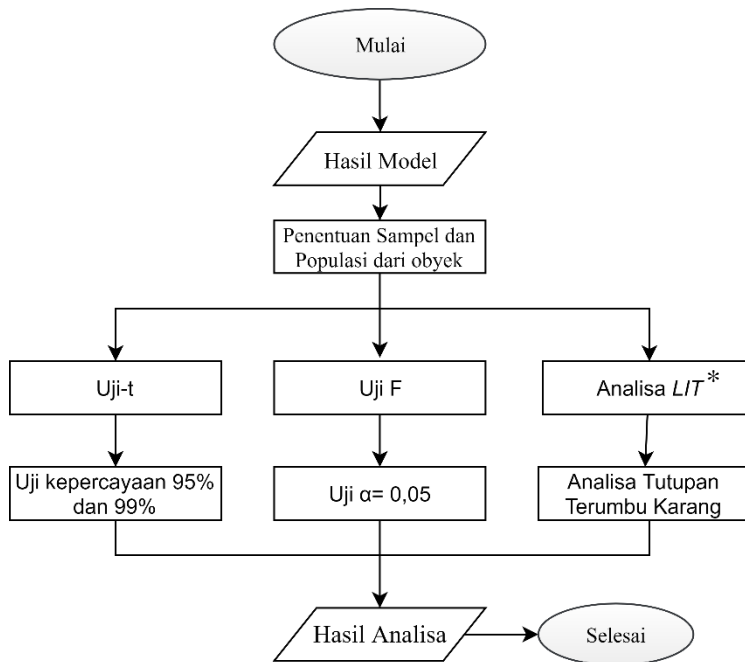 Mulai
Hasil Model
Penentuan Sampel dan
Populasi dari obyek
Uji-t
Uji F
Analisa LIT*
Uji kepercayaan 95%
dan 99%
Uji α= 0,05
Analisa Tutupan
Terumbu Karang
Hasil Analisa
Selesai